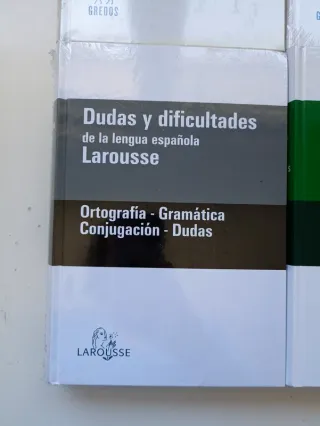 GREDOS
Dudas y dificultades
de la lengua española
Larousse
Ortografía - Gramática
Conjugación - Dudas
LAROUSSE